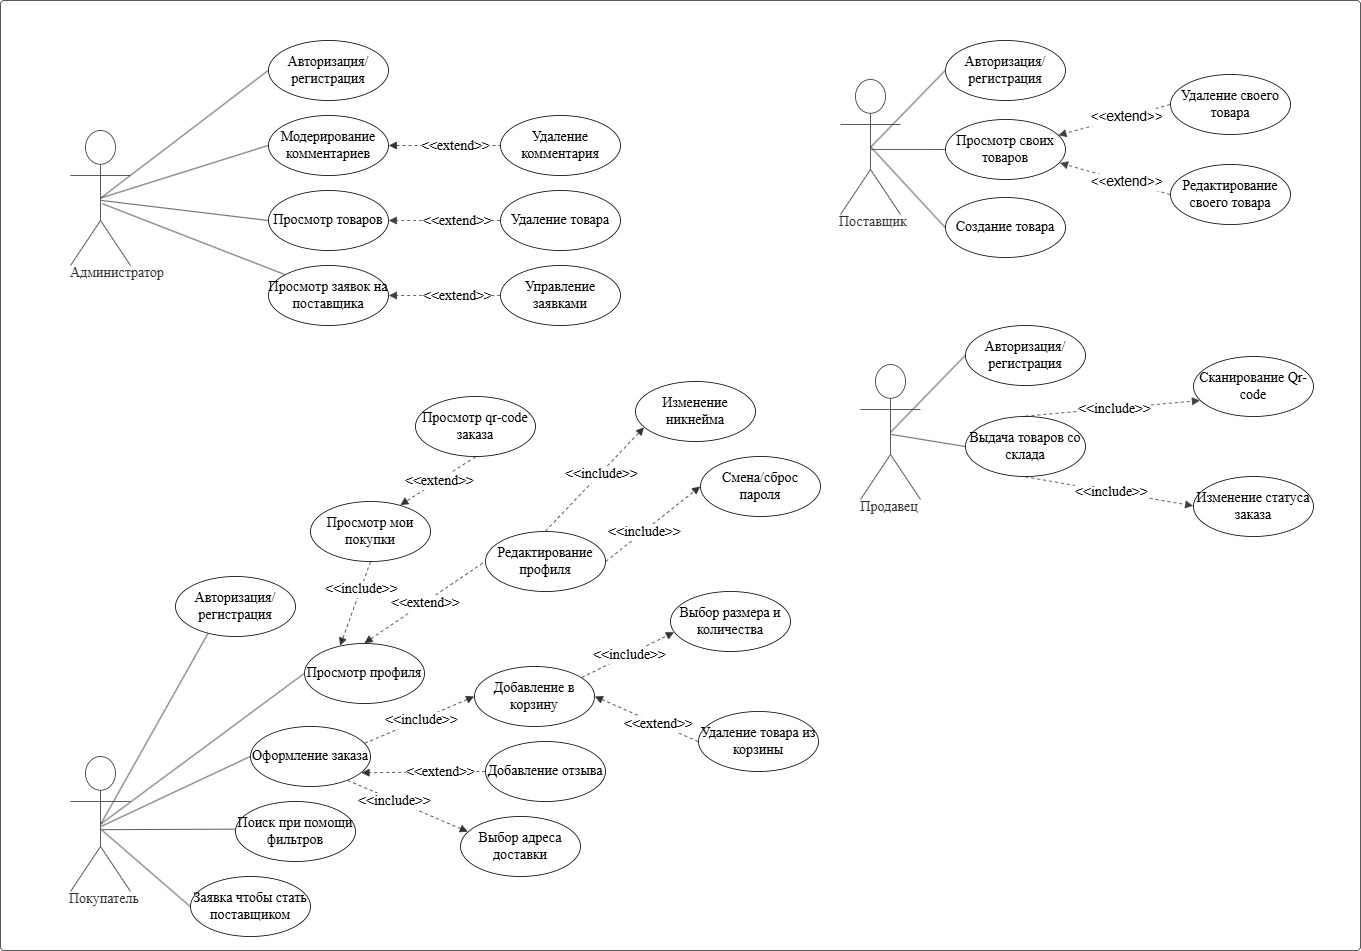 Авторизация/
регистрация
Модерирование
комментариев
<<extend>>
Удаление
комментария
Просмотр товаров
<<extend>>
Удаление товара
Администратор
Просмотр заявок на
поставщика
<<extend>>
Управление
заявками
Авторизация/
регистрация
Удаление своего
товара
<<extend>>
Просмотр своих
товаров
<<extend>>
Редактирование
своего товара
Поставщик
Создание товара
Авторизация/
регистрация
Сканирование Qr-
code
<<include>>
Выдача товаров со
склада
<<include>>
Изменение статуса
заказа
Продавец
Просмотр qr-code
заказа
<<extend>>
Изменение
никнейма
<<include>>
Смена/сброс
пароля
<<include>>
Просмотр мои
покупки
Редактирование
профиля
<<include>>
<<extend>>
Авторизация/
регистрация
Просмотр профиля
Выбор размера и
количества
<<include>>
Добавление в
корзину
<<include>>
<<extend>>
Удаление товара из
корзины
Оформление заказа
<<extend>>
Добавление отзыва
<<include>>
Выбор адреса
доставки
Поиск при помощи
фильтров
Покупатель
Заявка чтобы стать
поставщиком